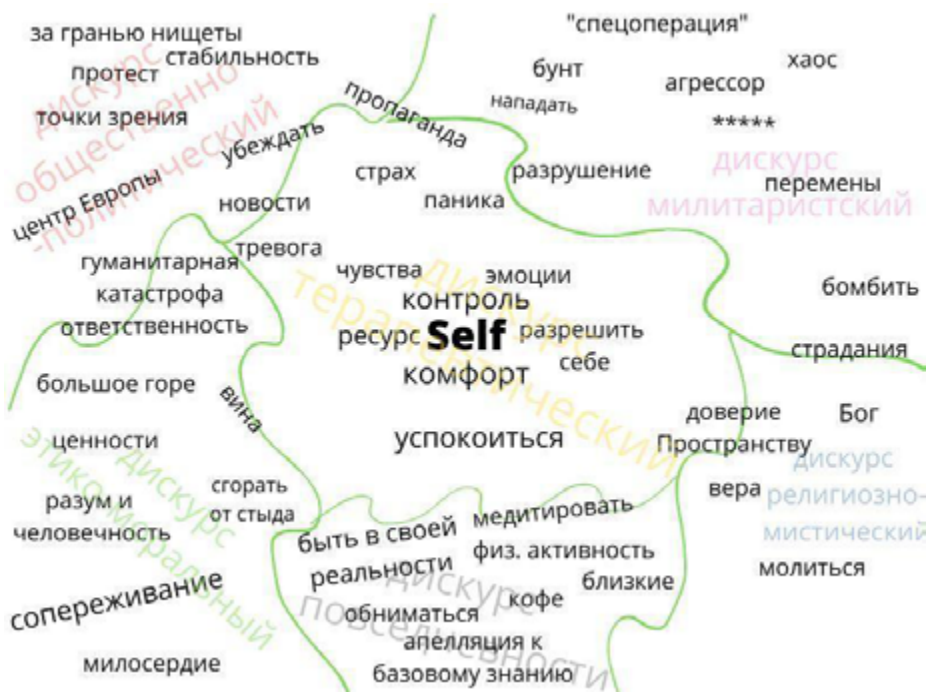 за гранью нищеты
стабильность
протест
точки зрения
дискурс
общественно
-политический
центр Европы
убеждать
новости
пропаганда
"спецоперация"
бунт
хаос
агрессор
нападать
*****
дискурс
милитаристский
разрушение
перемены
бомбить
страдания
страх
паника
тревога
чувства
эмоции
дискурс
терапевтический
контроль
ресурс
Self
разрешить
себе
комфорт
успокоиться
гуманитарная
катастрофа
ответственность
большое горе
вина
ценности
дискурс
этико-моральный
разум и
человечность
сгорать
от стыда
сопереживание
милосердие
доверие
Пространству
Бог
дискурс
религиозно-
мистический
вера
молиться
быть в своей
реальности
медитировать
физ. активность
близкие
дискурс
повседневности
кофе
обниматься
апелляция к
базовому знанию